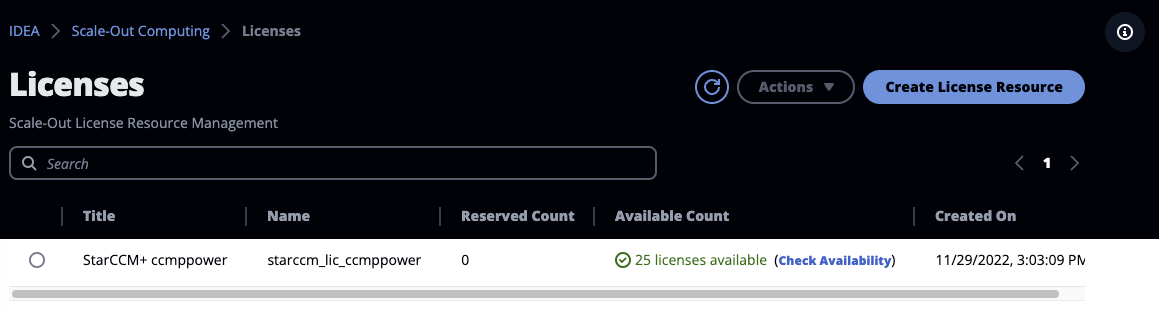 IDEA > Scale-Out Computing > Licenses
Licenses
Actions
Create License Resource
Scale-Out License Resource Management
Search
1
Title Name Reserved Count Available Count Created On
StarCCM+ ccmppower starccm_lic_ccmppower 0 25 licenses available (Check Availability) 11/29/2022, 3:03:09 PM